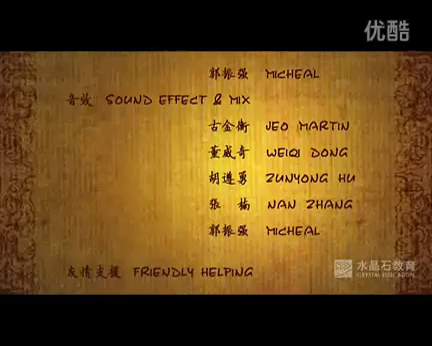 优酷
郭振强 MICHEAL
音效 SOUND EFFECT & MIX
古金衡 JEO MARTIN
董威奇 WEIQI DONG
胡遵勇 ZUNYONG HU
张楠 NAN ZHANG
郭振强 MICHEAL
友情支援 FRIENDLY HELPING
水晶石教育
CRYSTAL EDUCATION